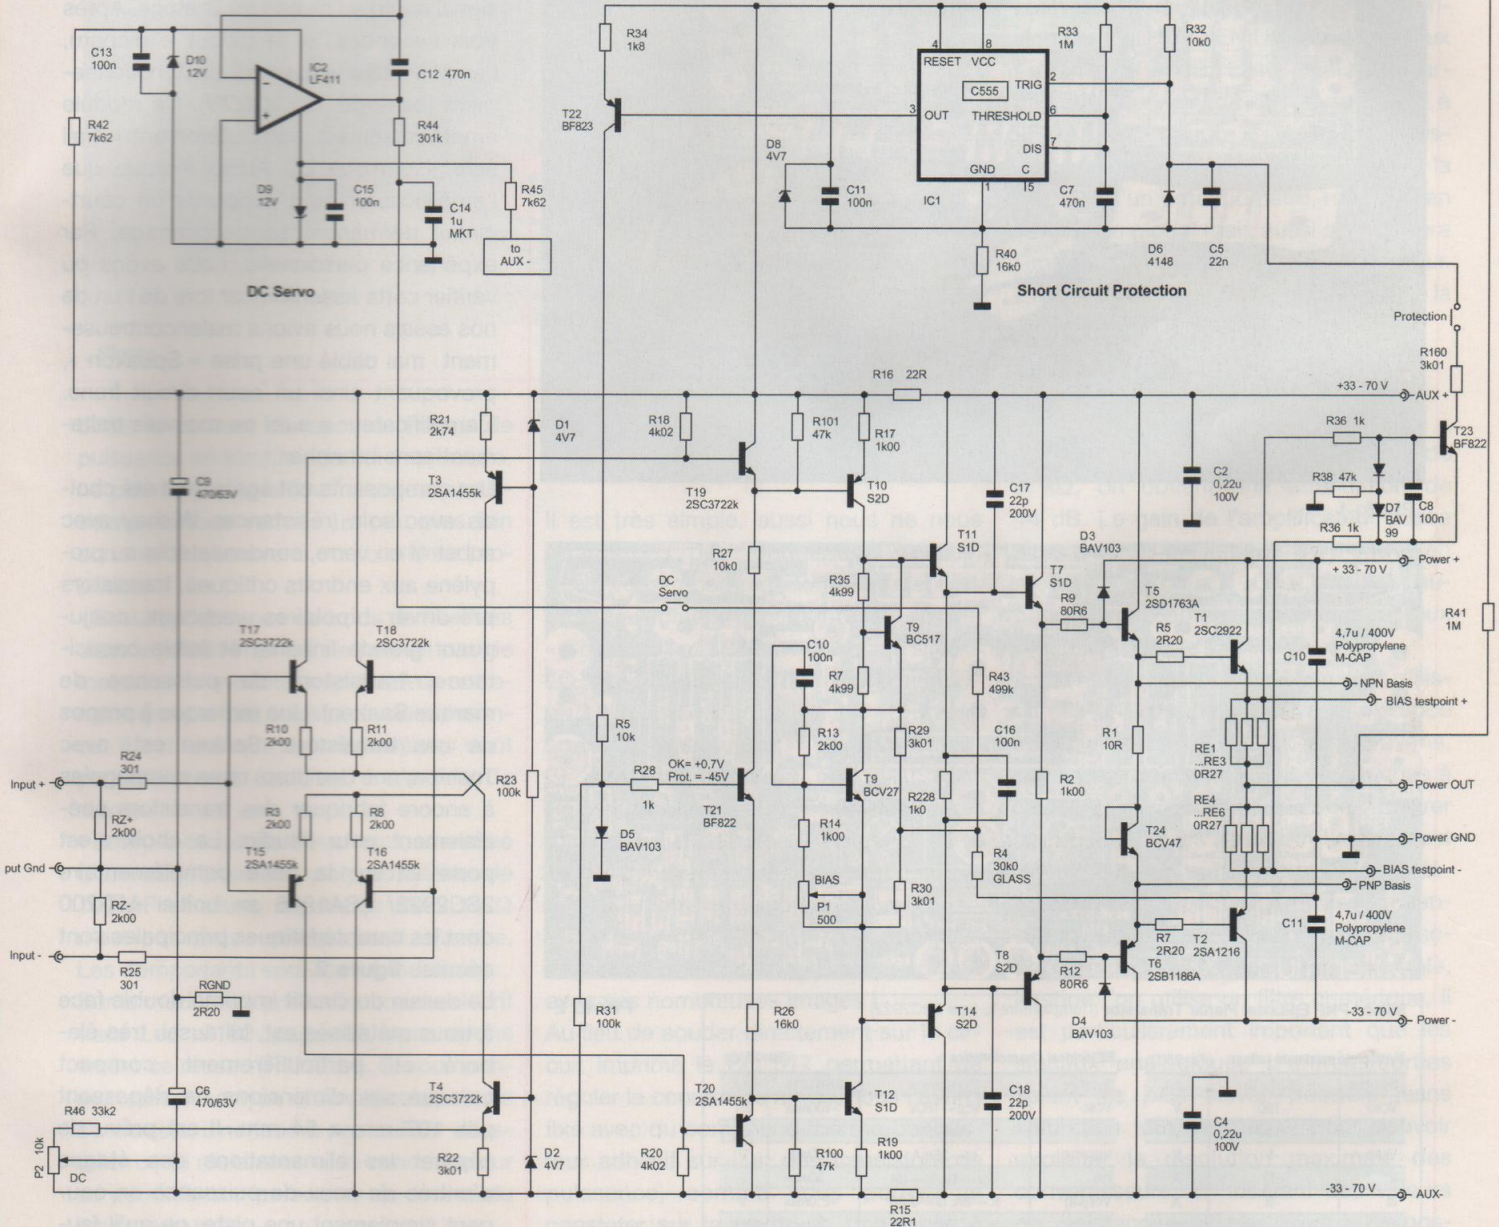 C13
100n
D10
12V
IC2
LF411
C12 470n
R42
7k62
R44
301k
D9
12V
C15
100n
C14
1u
MKT
R45
7k62
to
AUX -
DC Servo
R34
1k8
T22
BF823
4
8
RESET VCC
C555
TRIG
2
3
OUT
THRESHOLD
6
DIS
7
GND
C
1
5
IC1
R33
1M
R32
10k0
D8
4V7
C11
100n
C7
470n
D6
4148
C5
22n
R40
16k0
Short Circuit Protection
Protection
R160
3k01
R16 22R
+33 - 70 V
AUX +
R21
2k74
D1
4V7
R18
4k02
R101
47k
R17
1k00
R36 1k
T23
BF822
C9
470/63V
T3
2SA1455k
T19
2SC3722k
T10
S2D
C17
22p
200V
C2
0,22u
100V
R38 47k
D7
BAV
99
C8
100n
R36 1k
R27
10k0
DC
Servo
R35
4k99
T11
S1D
D3
BAV103
T7
S1D
R9
80R6
T5
2SD1763A
Power +
+ 33 - 70 V
R41
1M
T17
2SC3722k
T18
2SC3722k
C10
100n
T9
BC517
R5
2R20
T1
2SC2922
C10
4,7u / 400V
Polypropylene
M-CAP
R7
4k99
R43
499k
NPN Basis
BIAS testpoint +
R10
2k00
R11
2k00
R5
10k
R13
2k00
R29
3k01
C16
100n
R1
10R
RE1
...RE3
0R27
R24
301
Input +
R23
100k
R28
1k
OK= +0,7V
Prot. = -45V
T21
BF822
T9
BCV27
R228
1k0
R2
1k00
Power OUT
RZ+
2k00
R3
2k00
R8
2k00
D5
BAV103
R14
1k00
RE4
...RE6
0R27
T24
BCV47
Power GND
T15
2SA1455k
T16
2SA1455k
put Gnd
R4
30k0
GLASS
BIAS testpoint -
PNP Basis
BIAS
P1
500
R30
3k01
RZ-
2k00
C11
4,7u / 400V
Polypropylene
M-CAP
R7
2R20
T2
2SA1216
Input -
R25
301
T8
S2D
R12
80R6
T6
2SB1186A
RGND
2R20
R31
100k
R26
16k0
T14
S2D
D4
BAV103
-33 - 70 V
Power -
C6
470/63V
T4
2SC3722k
T20
2SA1455k
T12
S1D
C18
22p
200V
C4
0,22u
100V
R46 33k2
P2 10k
DC
R22
3k01
D2
4V7
R20
4k02
R100
47k
R19
1k00
R15
22R1
-33 - 70 V
AUX-